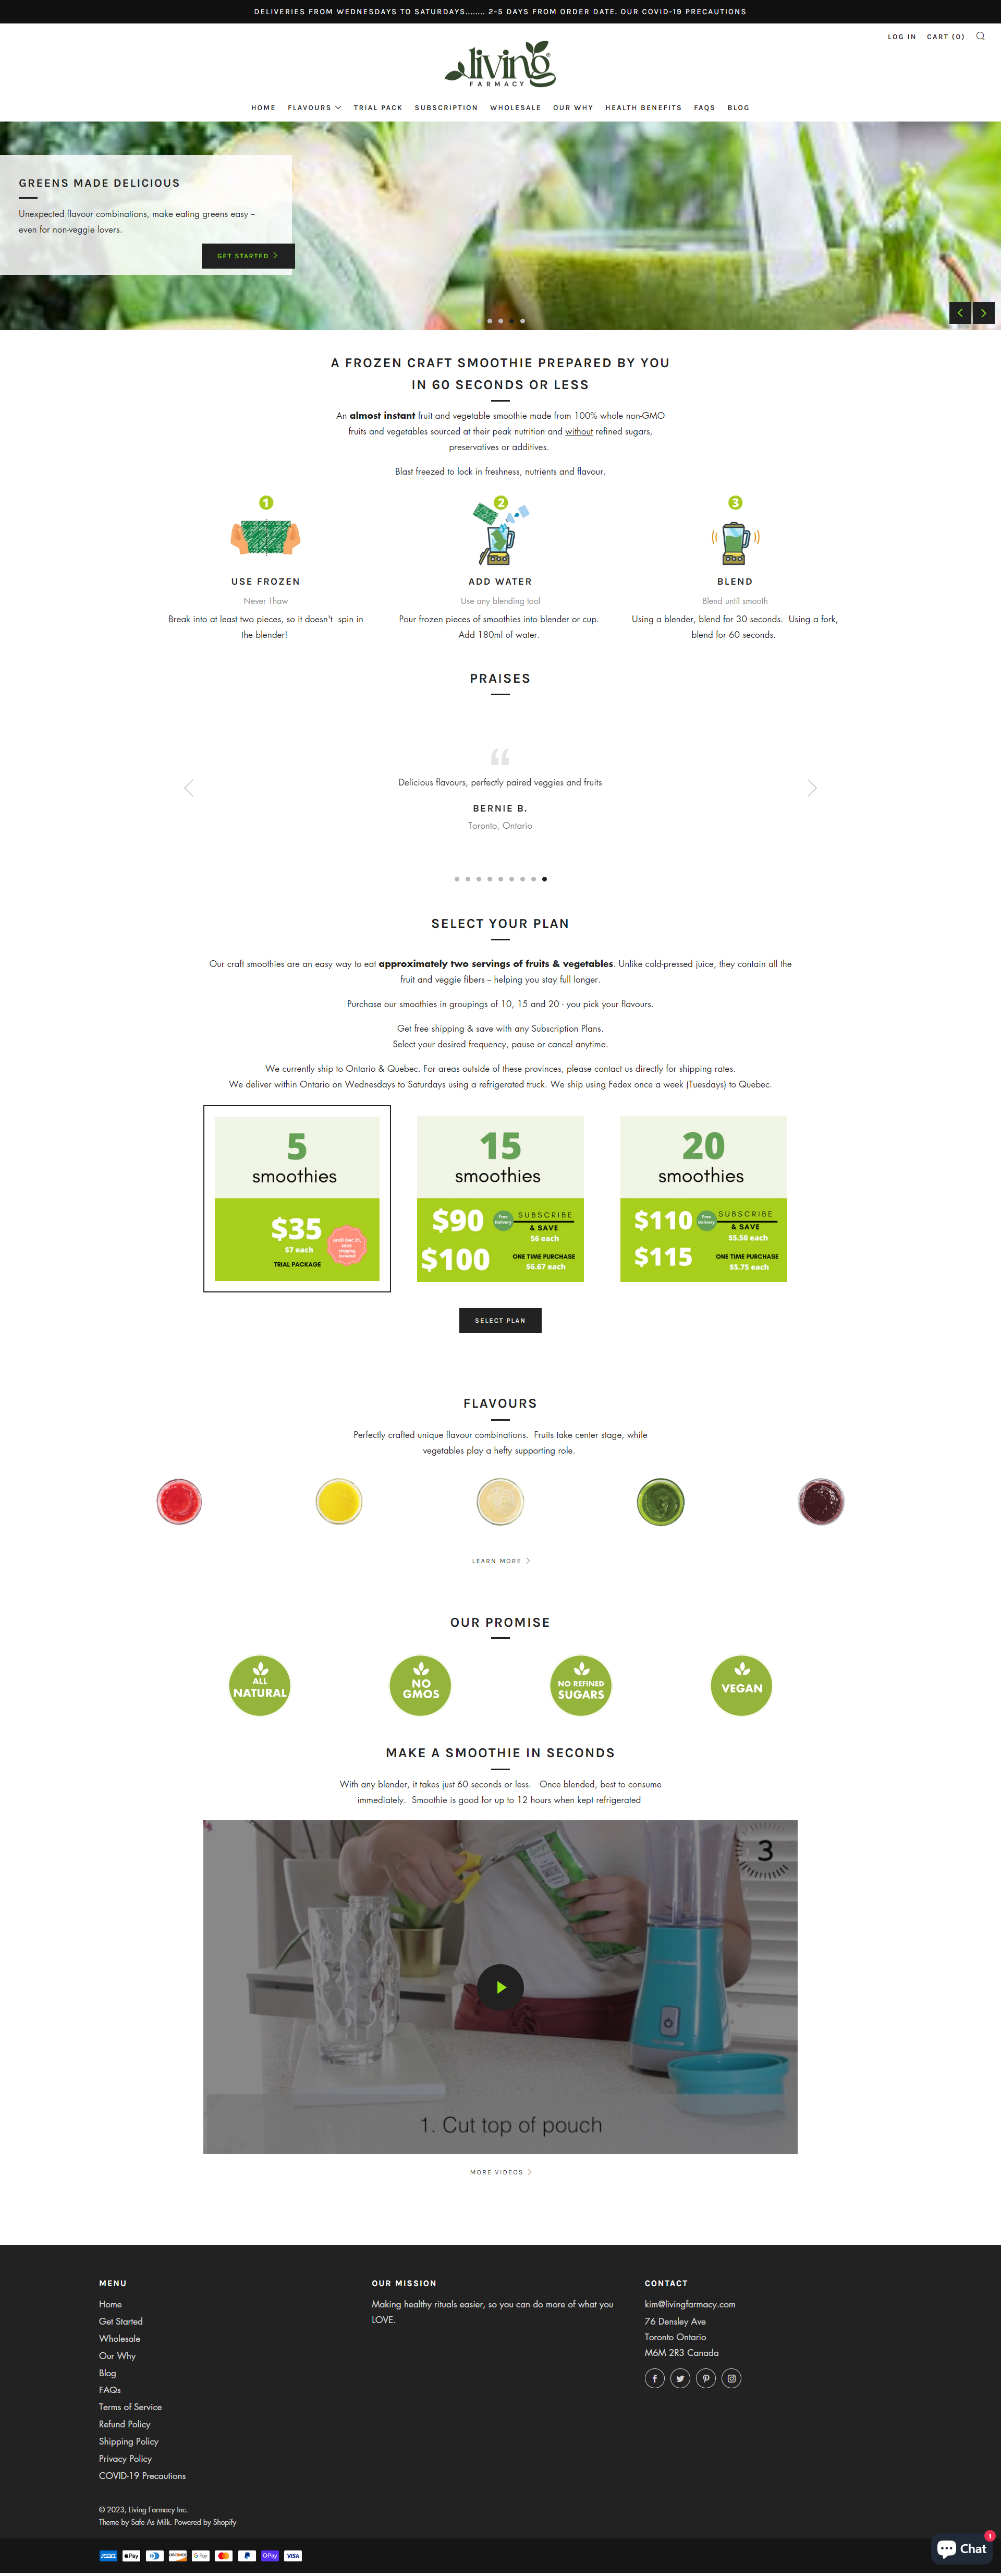 DELIVERIES FROM WEDNESDAYS TO SATURDAYS........ 2-5 DAYS FROM ORDER DATE. OUR COVID-19 PRECAUTIONS
LOG IN CART (0)
living
FARMACY
HOME FLAVOURS TRIAL PACK SUBSCRIPTION WHOLESALE OUR WHY HEALTH BENEFITS FAQS BLOG
GREENS MADE DELICIOUS
Unexpected flavour combinations, make eating greens easy –
even for non-veggie lovers.
GET STARTED
A FROZEN CRAFT SMOOTHIE PREPARED BY YOU
IN 60 SECONDS OR LESS
An almost instant fruit and vegetable smoothie made from 100% whole non-GMO
fruits and vegetables sourced at their peak nutrition and without refined sugars,
preservatives or additives.
Blast freezed to lock in freshness, nutrients and flavour.
1
2
3
USE FROZEN
ADD WATER
BLEND
Never Thaw
Use any blending tool
Blend until smooth
Break into at least two pieces, so it doesn't spin in
the blender!
Pour frozen pieces of smoothies into blender or cup.
Add 180ml of water.
Using a blender, blend for 30 seconds. Using a fork,
blend for 60 seconds.
PRAISES
“
Delicious flavours, perfectly paired veggies and fruits
BERNIE B.
Toronto, Ontario
SELECT YOUR PLAN
Our craft smoothies are an easy way to eat approximately two servings of fruits & vegetables. Unlike cold-pressed juice, they contain all the
fruit and veggie fibers – helping you stay full longer.
Purchase our smoothies in groupings of 10, 15 and 20 - you pick your flavours.
Get free shipping & save with any Subscription Plans.
Select your desired frequency, pause or cancel anytime.
We currently ship to Ontario & Quebec. For areas outside of these provinces, please contact us directly for shipping rates.
We deliver within Ontario on Wednesdays to Saturdays using a refrigerated truck. We ship using Fedex once a week (Tuesdays) to Quebec.
5
smoothies
$35
$7 each
TRIAL PACKAGE
until Dec 31,
shipping
included
15
smoothies
$90
Free
Delivery
SUBSCRIBE
& SAVE
$6 each
$100
ONE TIME PURCHASE
$6.67 each
20
smoothies
$110
Free
Delivery
SUBSCRIBE
& SAVE
$5.50 each
$115
ONE TIME PURCHASE
$5.75 each
SELECT PLAN
FLAVOURS
Perfectly crafted unique flavour combinations. Fruits take center stage, while
vegetables play a hefty supporting role.
LEARN MORE
OUR PROMISE
ALL
NATURAL
NO
GMOS
NO REFINED
SUGARS
VEGAN
MAKE A SMOOTHIE IN SECONDS
With any blender, it takes just 60 seconds or less. Once blended, best to consume
immediately. Smoothie is good for up to 12 hours when kept refrigerated
3
1. Cut top of pouch
MORE VIDEOS
MENU
Home
Get Started
Wholesale
Our Why
Blog
FAQs
Terms of Service
Refund Policy
Shipping Policy
Privacy Policy
COVID-19 Precautions
OUR MISSION
Making healthy rituals easier, so you can do more of what you
LOVE.
CONTACT
kim@livingfarmacy.com
76 Densley Ave
Toronto Ontario
M6M 2R3 Canada
© 2023, Living Farmacy Inc.
Theme by Safe As Milk. Powered by Shopify
Pay
DISCOVER
G Pay
Pay
VISA
Chat
1